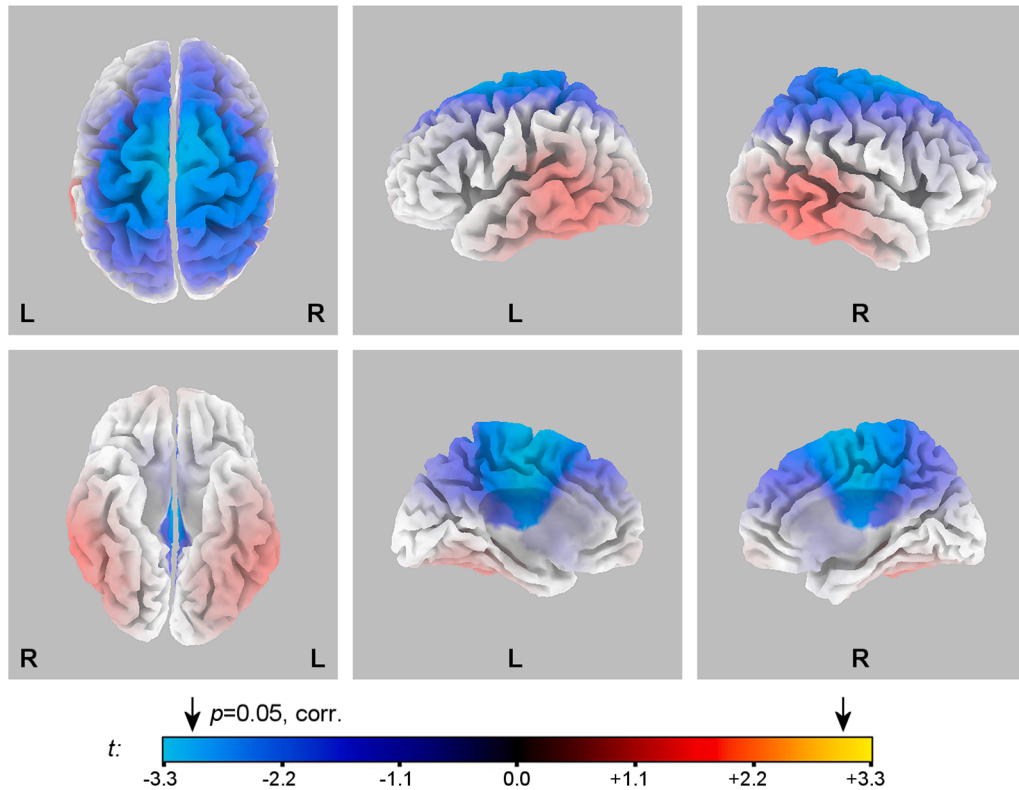 L R
L
R
R L
L
R
p=0.05, corr.
t:
-3.3 -2.2 -1.1 0.0 +1.1 +2.2 +3.3